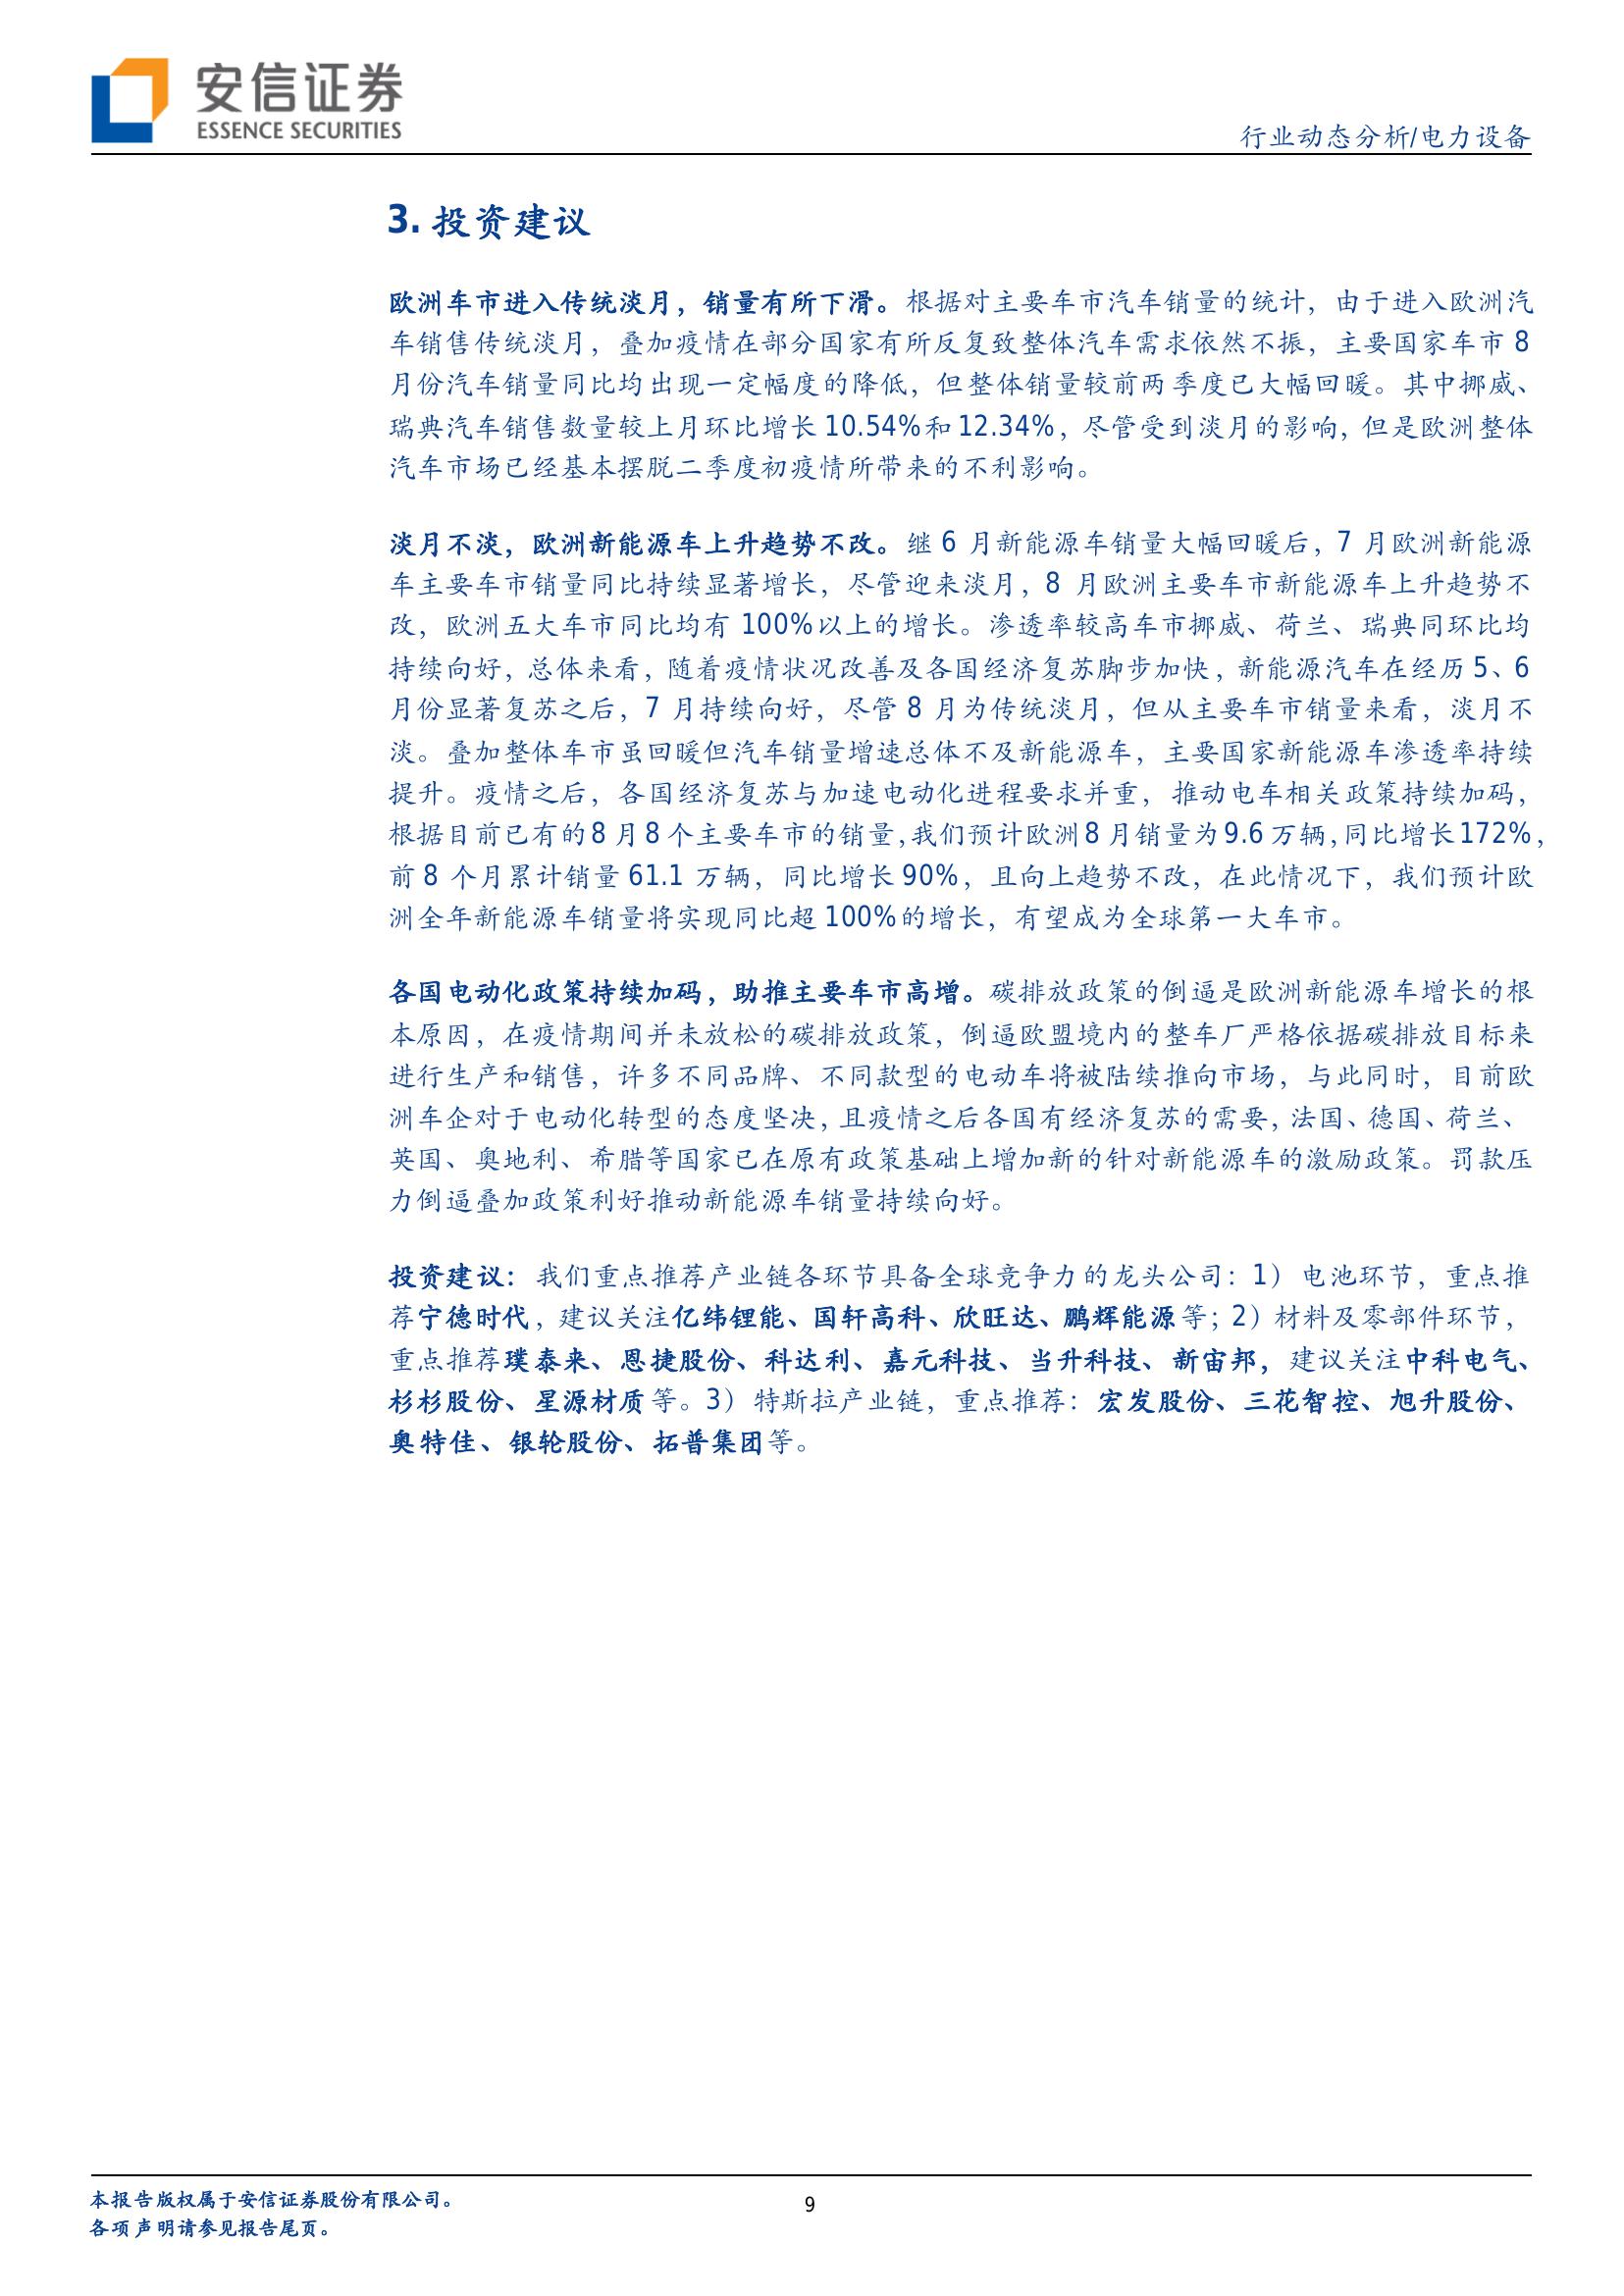 安信证券
ESSENCE SECURITIES
行业动态分析/电力设备
3. 投资建议
欧洲车市进入传统淡月，销量有所下滑。根据对主要车市汽车销量的统计，由于进入欧洲汽
车销售传统淡月，叠加疫情在部分国家有所反复致整体汽车需求依然不振，主要国家车市 8
月份汽车销量同比均出现一定幅度的降低，但整体销量较前两季度已大幅回暖。其中挪威、
瑞典汽车销售数量较上月环比增长 10.54%和 12.34%，尽管受到淡月的影响，但是欧洲整体
汽车市场已经基本摆脱二季度初疫情所带来的不利影响。
淡月不淡，欧洲新能源车上升趋势不改。继 6 月新能源车销量大幅回暖后，7 月欧洲新能源
车主要车市销量同比持续显著增长，尽管迎来淡月，8 月欧洲主要车市新能源车上升趋势不
改，欧洲五大车市同比均有 100%以上的增长。渗透率较高车市挪威、荷兰、瑞典同环比均
持续向好，总体来看，随着疫情状况改善及各国经济复苏脚步加快，新能源汽车在经历 5、6
月份显著复苏之后，7 月持续向好，尽管 8 月为传统淡月，但从主要车市销量来看，淡月不
淡。叠加整体车市虽回暖但汽车销量增速总体不及新能源车，主要国家新能源车渗透率持续
提升。疫情之后，各国经济复苏与加速电动化进程要求并重，推动电车相关政策持续加码，
根据目前已有的 8 月 8 个主要车市的销量，我们预计欧洲 8 月销量为 9.6 万辆，同比增长 172%，
前 8 个月累计销量 61.1 万辆，同比增长 90%，且向上趋势不改，在此情况下，我们预计欧
洲全年新能源车销量将实现同比超 100%的增长，有望成为全球第一大车市。
各国电动化政策持续加码，助推主要车市高增。碳排放政策的倒逼是欧洲新能源车增长的根
本原因，在疫情期间并未放松的碳排放政策，倒逼欧盟境内的整车厂严格依据碳排放目标来
进行生产和销售，许多不同品牌、不同款型的电动车将被陆续推向市场，与此同时，目前欧
洲车企对于电动化转型的态度坚决，且疫情之后各国有经济复苏的需要，法国、德国、荷兰、
英国、奥地利、希腊等国家已在原有政策基础上增加新的针对新能源车的激励政策。罚款压
力倒逼叠加政策利好推动新能源车销量持续向好。
投资建议：我们重点推荐产业链各环节具备全球竞争力的龙头公司：1）电池环节，重点推
荐宁德时代，建议关注亿纬锂能、国轩高科、欣旺达、鹏辉能源等；2）材料及零部件环节，
重点推荐璞泰来、恩捷股份、科达利、嘉元科技、当升科技、新宙邦，建议关注中科电气、
杉杉股份、星源材质等。3）特斯拉产业链，重点推荐：宏发股份、三花智控、旭升股份、
奥特佳、银轮股份、拓普集团等。
本报告版权属于安信证券股份有限公司。
各项声明请参见报告尾页。
9